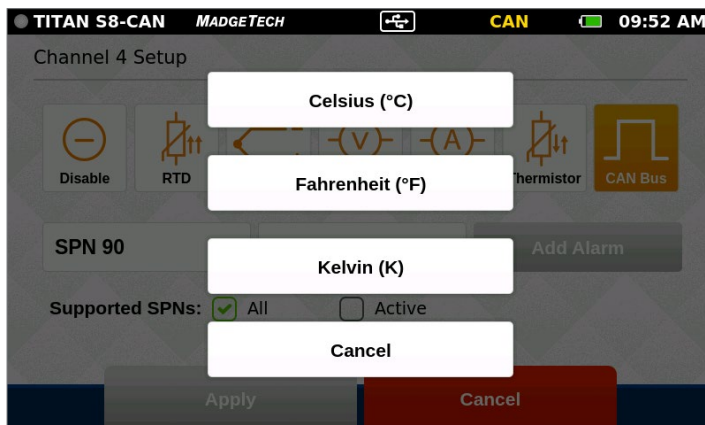 TITAN S8-CAN MADGETECH CAN 09:52 AM
Channel 4 Setup
Celsius (°C)
V A
Disable RTD Thermistor CAN Bus
Fahrenheit (°F)
SPN 90 Add Alarm
Kelvin (K)
Supported SPNs: All Active
Cancel
Apply Cancel